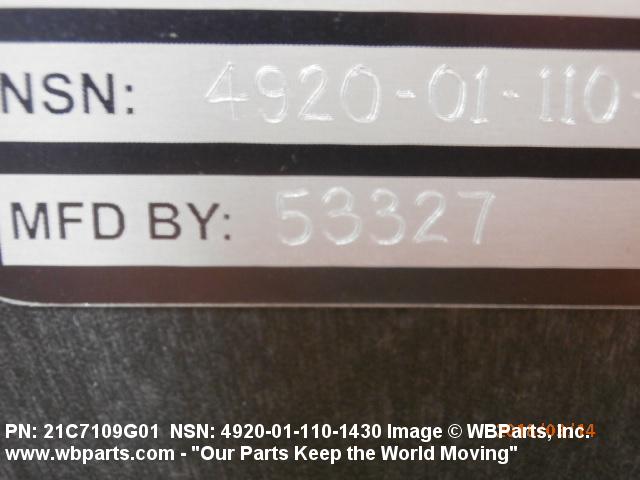 NSN: 4920-01-110-
MFD BY: 53327
PN: 21C7109G01 NSN: 4920-01-110-1430 Image © WBParts, Inc.
www.wbparts.com - "Our Parts Keep the World Moving"